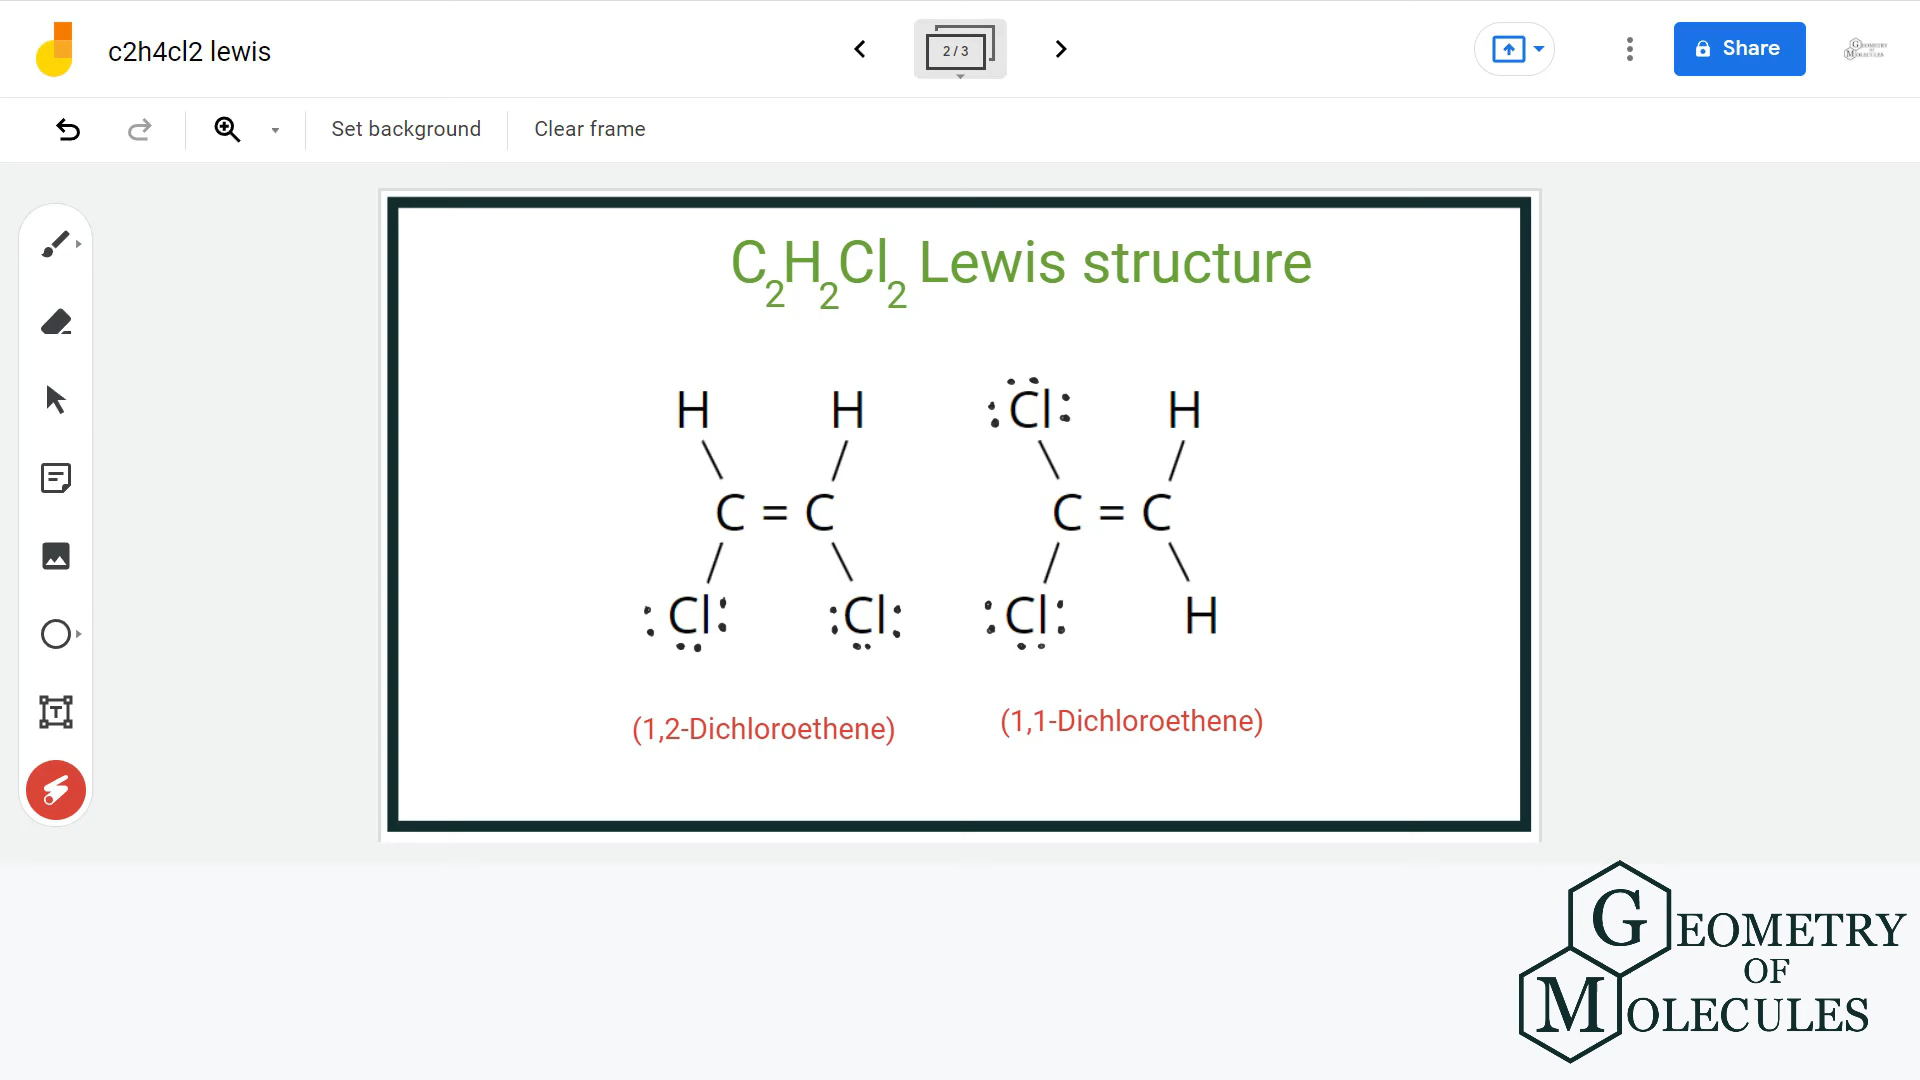 c2h4cl2 lewis
2 / 3
Share
Set background
Clear frame
C2H2Cl2 Lewis structure
H H :Cl: H
C = C C = C
:Cl: :Cl: :Cl: H
(1,2-Dichloroethene) (1,1-Dichloroethene)
GEOMETRY
OF
MOLECULES